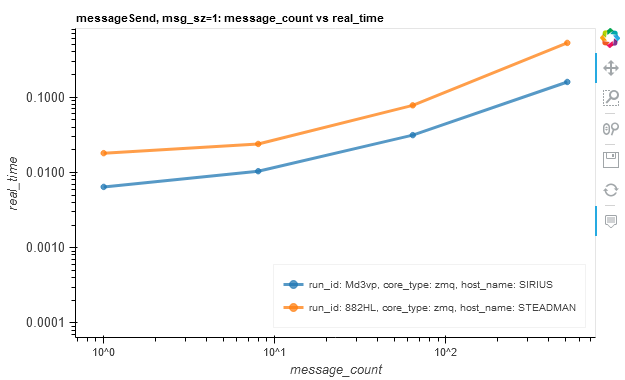 messageSend, msg_sz=1: message_count vs real_time
0.1000
0.0100
0.0010
0.0001
real_time
run_id: Md3vp, core_type: zmq, host_name: SIRIUS
run_id: 882HL, core_type: zmq, host_name: STEADMAN
10^0
10^1
10^2
message_count